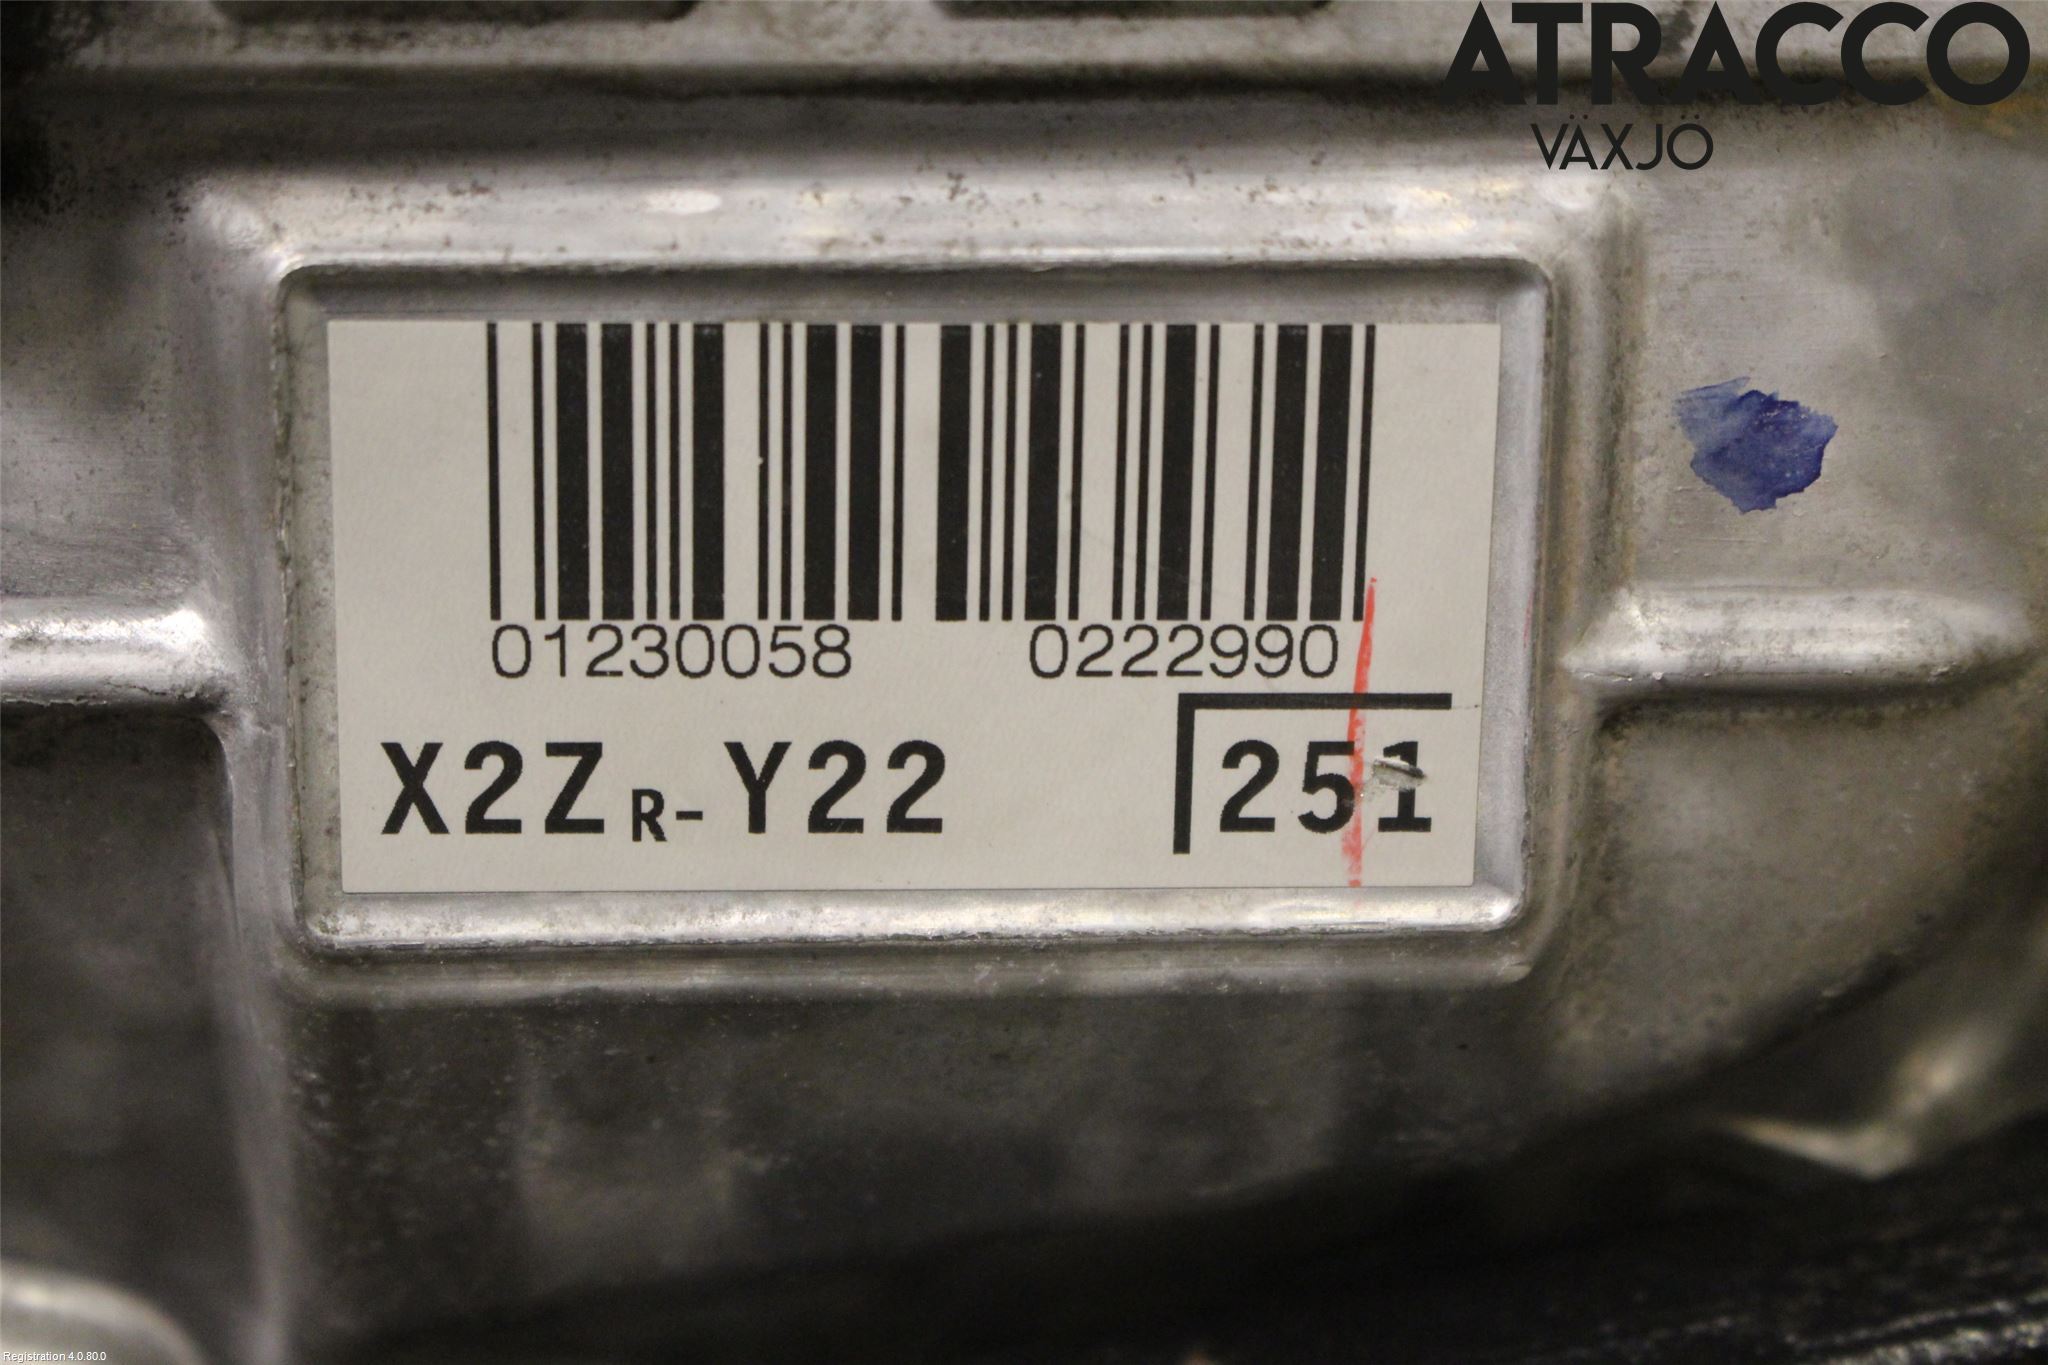 ATRACCO
VÄXJÖ
01230058 0222990
X2ZR-Y22 251
Registration 4.0.80.0